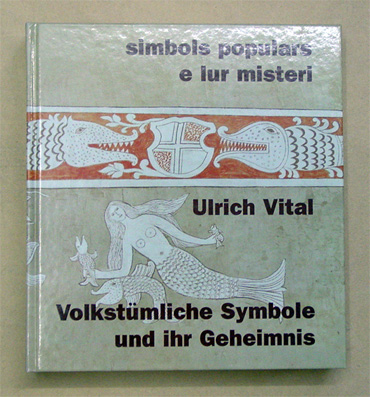 simbols populars
e lur misteri
Ulrich Vital
Volkstümliche Symbole
und ihr Geheimnis